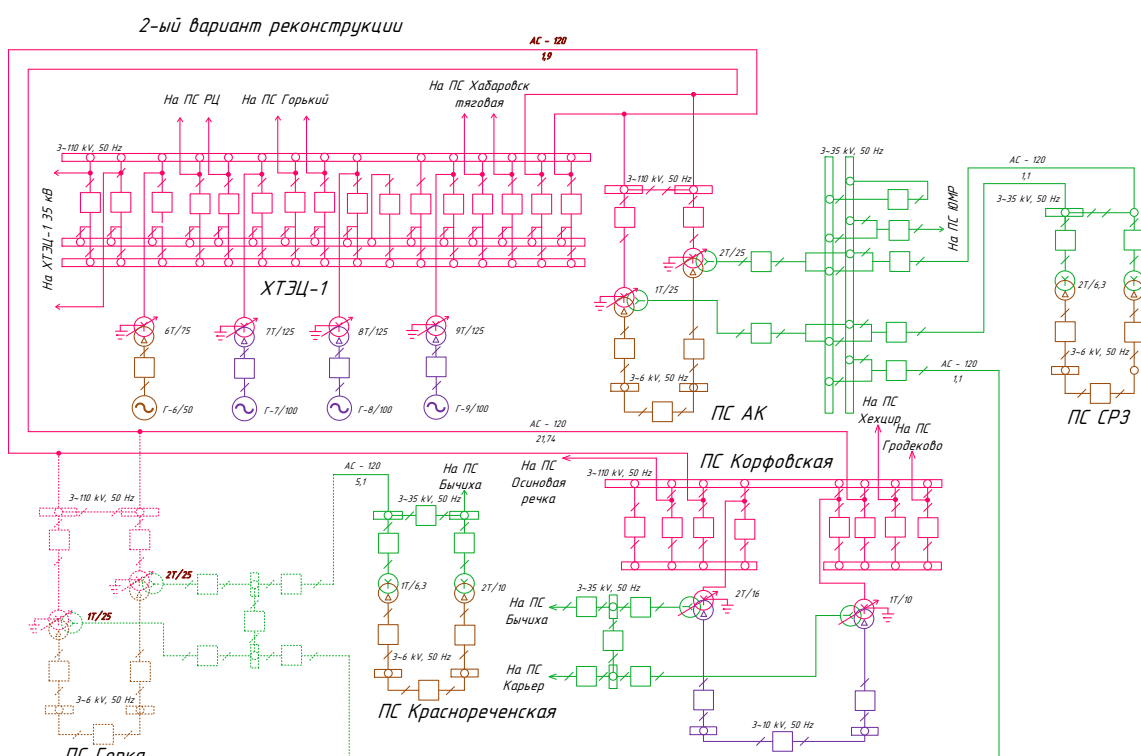 2-ый вариант реконструкции
АС - 120
1,9
На ПС РЦ
На ПС Горький
На ПС Хабаровск
тяговая
3~110 kV, 50 Hz
На ХТЭЦ-1 35 кВ
ХТЭЦ-1
6Т/75
7Т/125
8Т/125
9Т/125
Г-6/50
Г-7/100
Г-8/100
Г-9/100
3~110 kV, 50 Hz
2Т/25
1Т/25
3~6 kV, 50 Hz
ПС АК
3~35 kV, 50 Hz
На ПС ЮМР
АС - 120
1,1
3~35 kV, 50 Hz
2Т/6,3
3~6 kV, 50 Hz
ПС СРЗ
АС - 120
1,1
АС - 120
21,74
На ПС
Хехцир
На ПС
Гродеково
ПС Корфовская
На ПС
Осиновая
речка
3~110 kV, 50 Hz
2Т/16
1Т/10
3~35 kV, 50 Hz
На ПС
Бычиха
На ПС
Карьер
3~10 kV, 50 Hz
АС - 120
5,1
На ПС
Бычиха
3~35 kV, 50 Hz
1Т/6,3
2Т/10
3~6 kV, 50 Hz
ПС Краснореченская
3~110 kV, 50 Hz
2Т/25
1Т/25
3~6 kV, 50 Hz